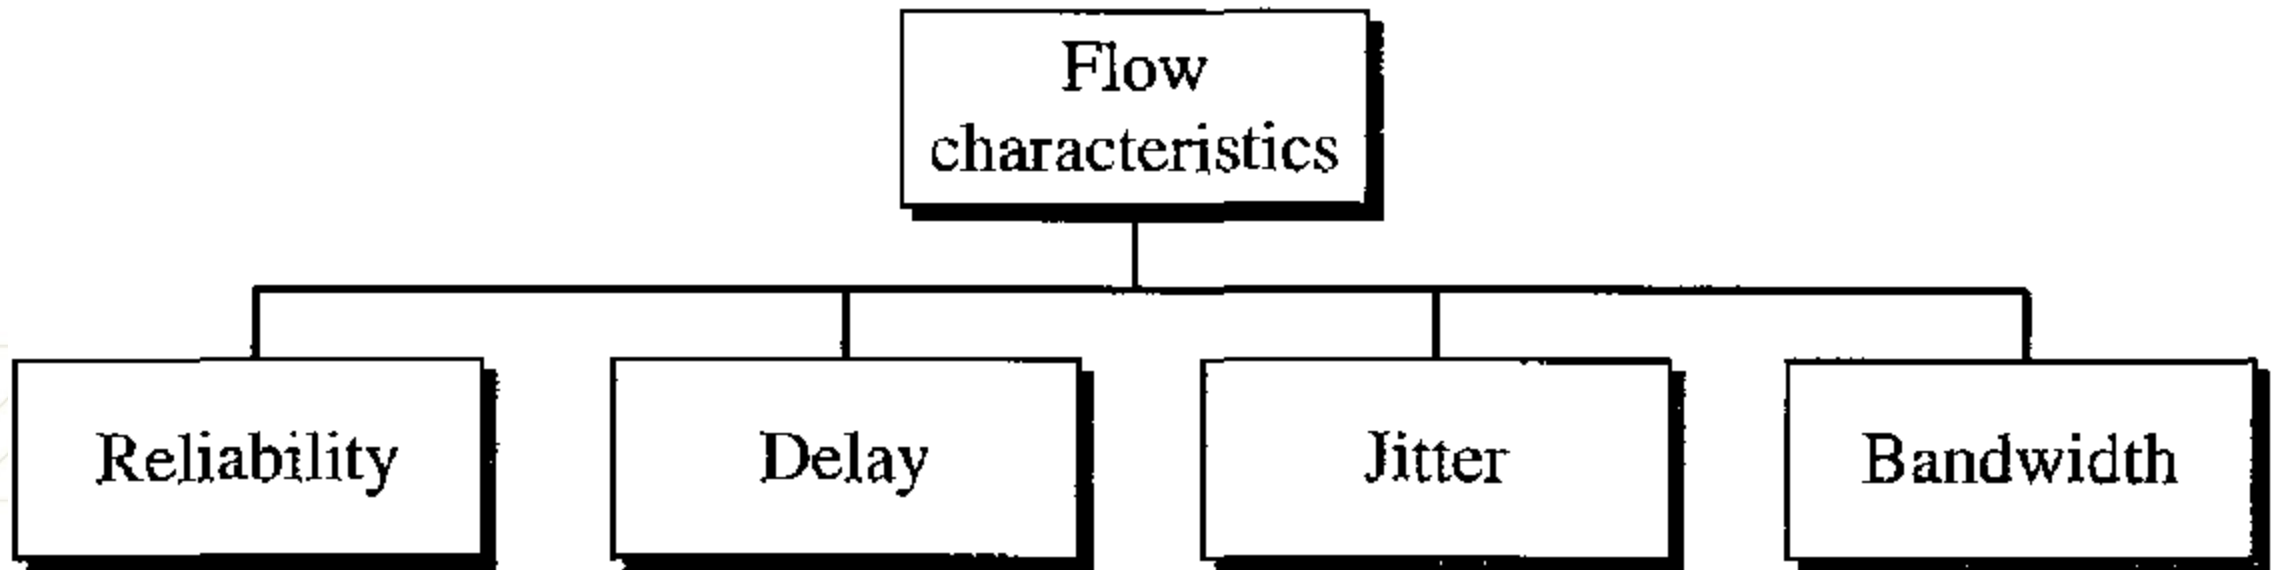 Flow
characteristics
Reliability
Delay
Jitter
Bandwidth